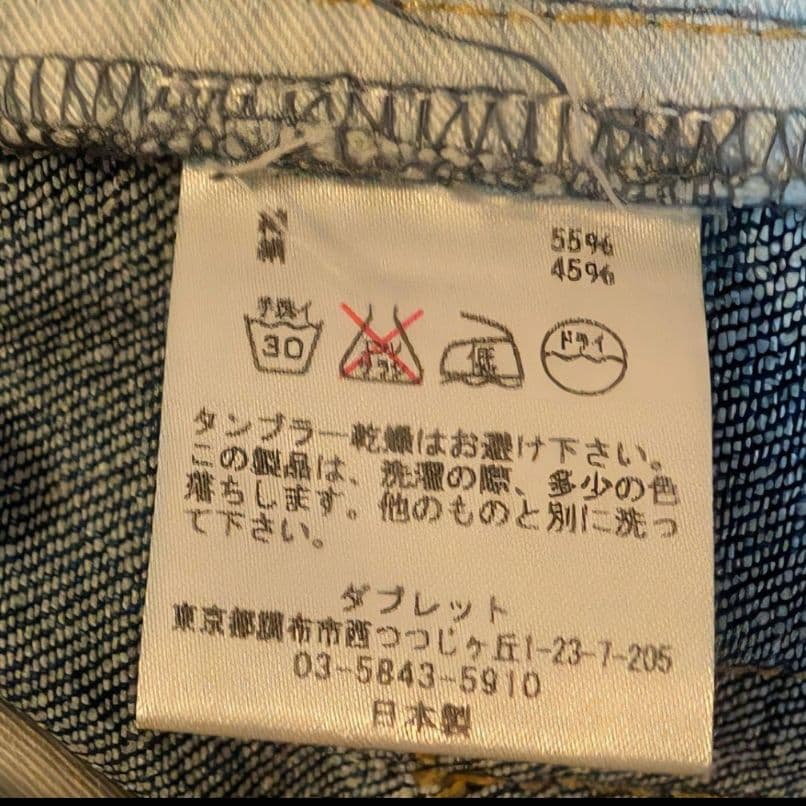 綿
55%
45%
手洗イ
30
低
ドライ
タンブラー乾燥はお避け下さい。
この製品は、洗濯の際、多少の色
落ちします。他のものと別に洗っ
て下さい。
ダブレット
東京都調布市西つつじヶ丘1-23-7-205
03-5843-5910
日本製